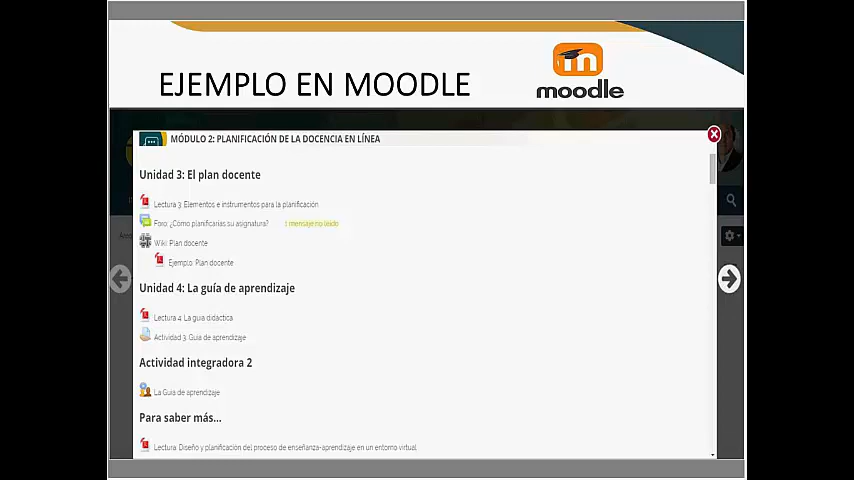 EJEMPLO EN MOODLE
moodle
MÓDULO 2: PLANIFICACIÓN DE LA DOCENCIA EN LÍNEA
Unidad 3: El plan docente
Lectura 3: Elementos e instrumentos para la planificación
Foro: ¿Cómo planificarías su asignatura? 1 mensaje no leído
Wiki: Plan docente
Ejemplo: Plan docente
Unidad 4: La guía de aprendizaje
Lectura 4: La guía didáctica
Actividad 3: Guía de aprendizaje
Actividad integradora 2
La Guía de aprendizaje
Para saber más...
Lectura: Diseño y planificación del proceso de enseñanza-aprendizaje en un entorno virtual